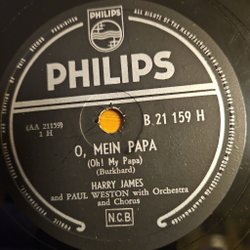 PHILIPS
PHILIPS
(AA 21159)
1 H
B 21 159 H
O, MEIN PAPA
(Oh! My Papa)
(Burkhard)
HARRY JAMES
and PAUL WESTON with Orchestra
and Chorus
N.C.B.